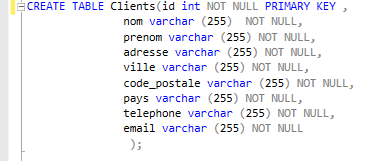 CREATE TABLE Clients(id int NOT NULL PRIMARY KEY ,
nom varchar (255)  NOT NULL,
prenom varchar (255) NOT NULL,
adresse varchar (255) NOT NULL,
ville varchar (255) NOT NULL,
code_postale varchar (255) NOT NULL,
pays varchar (255) NOT NULL,
telephone varchar (255) NOT NULL,
email varchar (255) NOT NULL
);